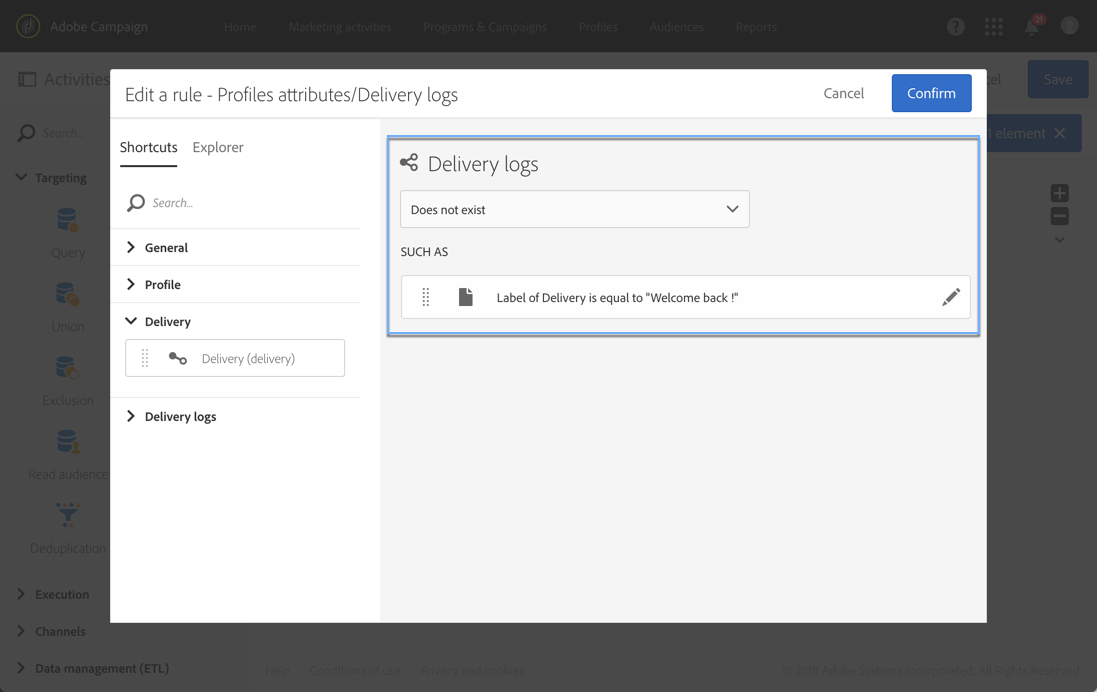 Adobe Campaign
Home
Marketing activities
Programs & Campaigns
Profiles
Audiences
Reports
?
21
Activities
Save
Search...
1 element
Targeting
Query
Union
Exclusion
Read audience
Deduplication
Execution
Channels
Data management (ETL)
Edit a rule - Profiles attributes/Delivery logs
Cancel
Confirm
Shortcuts
Explorer
Search...
General
Profile
Delivery
Delivery (delivery)
Delivery logs
Delivery logs
Does not exist
SUCH AS
Label of Delivery is equal to "Welcome back !"
Help
Conditions of use
Privacy and cookies
© 2018 Adobe Systems Incorporated. All Rights Reserved.